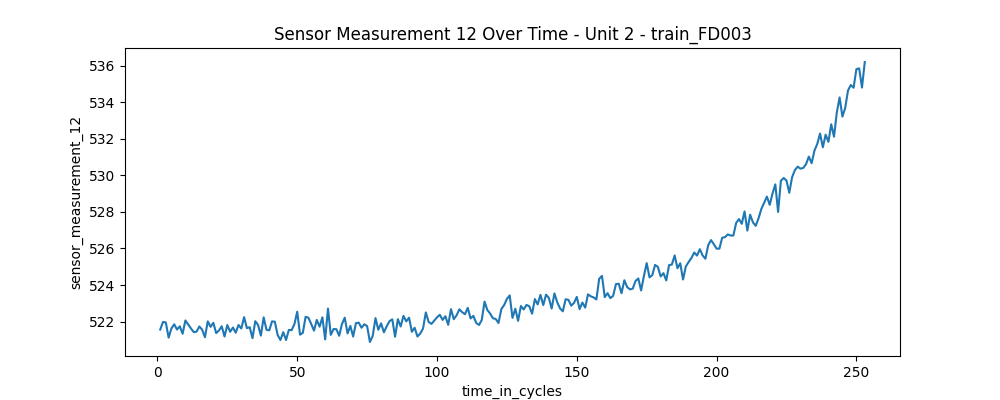 Sensor Measurement 12 Over Time - Unit 2 - train_FD003
536
534
532
530
528
526
524
522
sensor_measurement_12
0 50 100 150 200 250
time_in_cycles